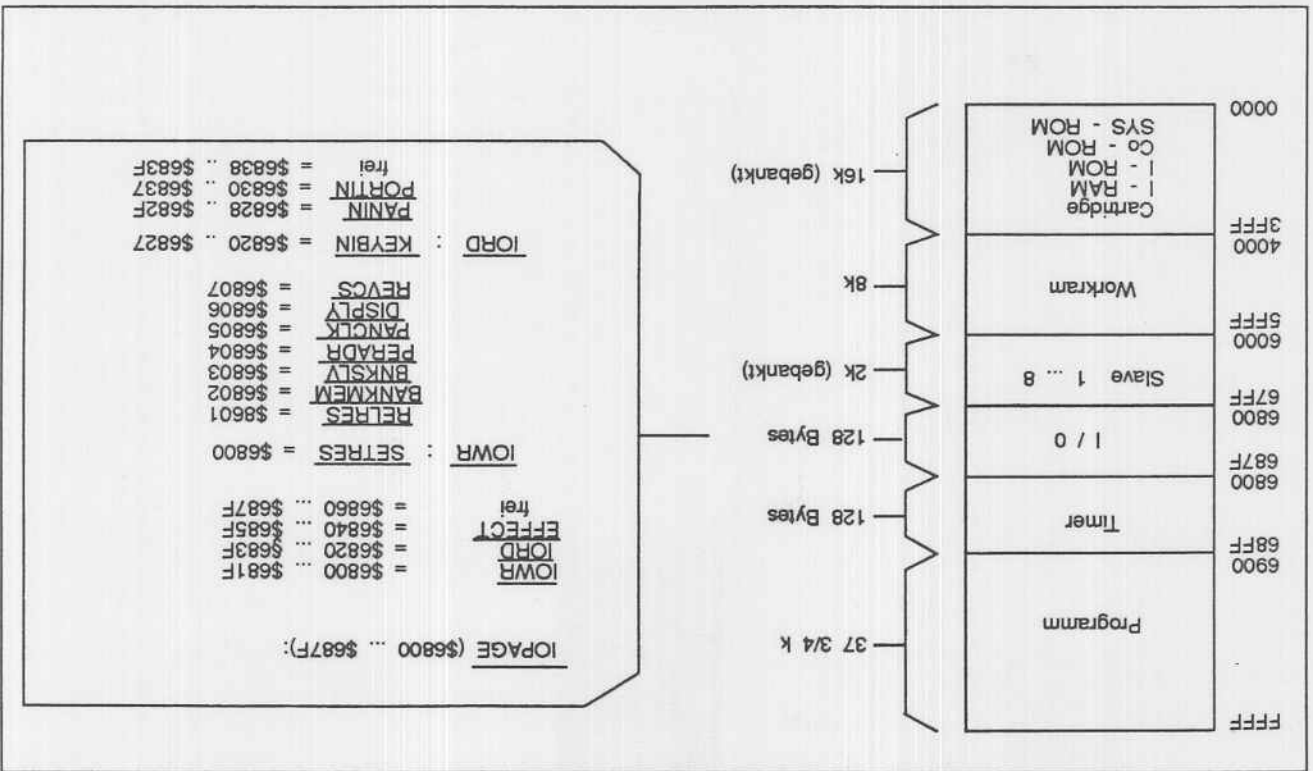 FFFF
Programm
37 3/4 k
6900
68FF
Timer
128 Bytes
6800
687F
I / O
128 Bytes
6800
67FF
Slave 1 ... 8
2k (gebankt)
6000
5FFF
Workram
8k
4000
3FFF
Cartridge
I - RAM
I - ROM
Co - ROM
SYS - ROM
16k (gebankt)
0000
IOPAGE ($6800 ... $687F):
IOWR = $6800 ... $681F
IORD = $6820 ... $683F
EFFECT = $6840 ... $685F
frei = $6860 ... $687F
IOWR : SETRES = $6800
RELRES = $8601
BANKMEM = $6802
BNKSLV = $6803
PERADR = $6804
PANCLK = $6805
DISPLY = $6806
REVCS = $6807
IORD : KEYBIN = $6820 .. $6827
PANIN = $6828 .. $682F
PORTIN = $6830 .. $6837
frei = $6838 .. $683F